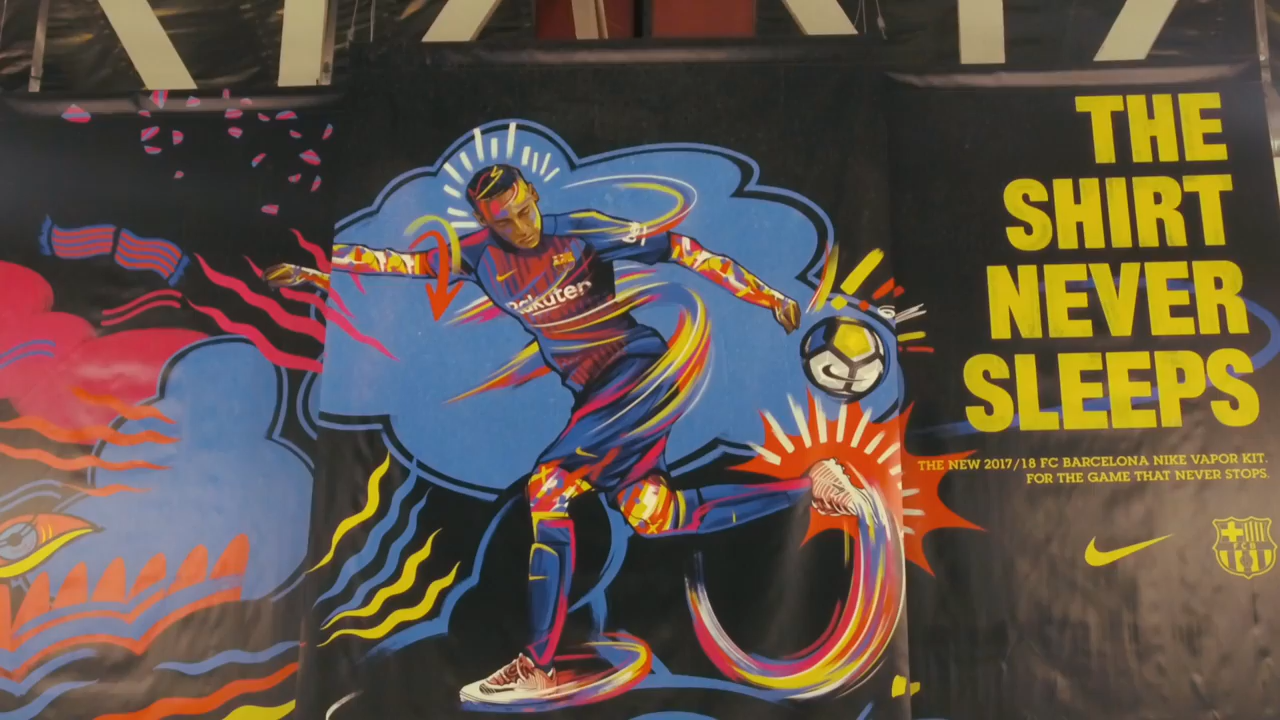 Rakuten
THE
SHIRT
NEVER
SLEEPS
THE NEW 2017/18 FC BARCELONA NIKE VAPOR KIT.
FOR THE GAME THAT NEVER STOPS.
FCB